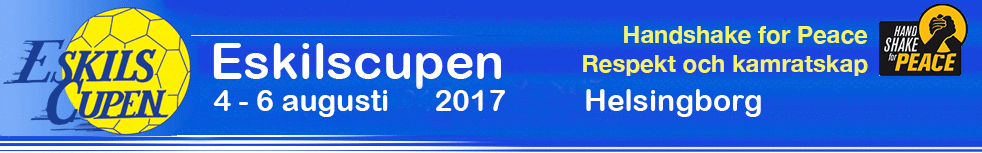 ESKILS
CUPEN
Eskilscupen
4 - 6 augusti 2017 Helsingborg
Handshake for Peace
Respekt och kamratskap
HAND
SHAKE
for
PEACE